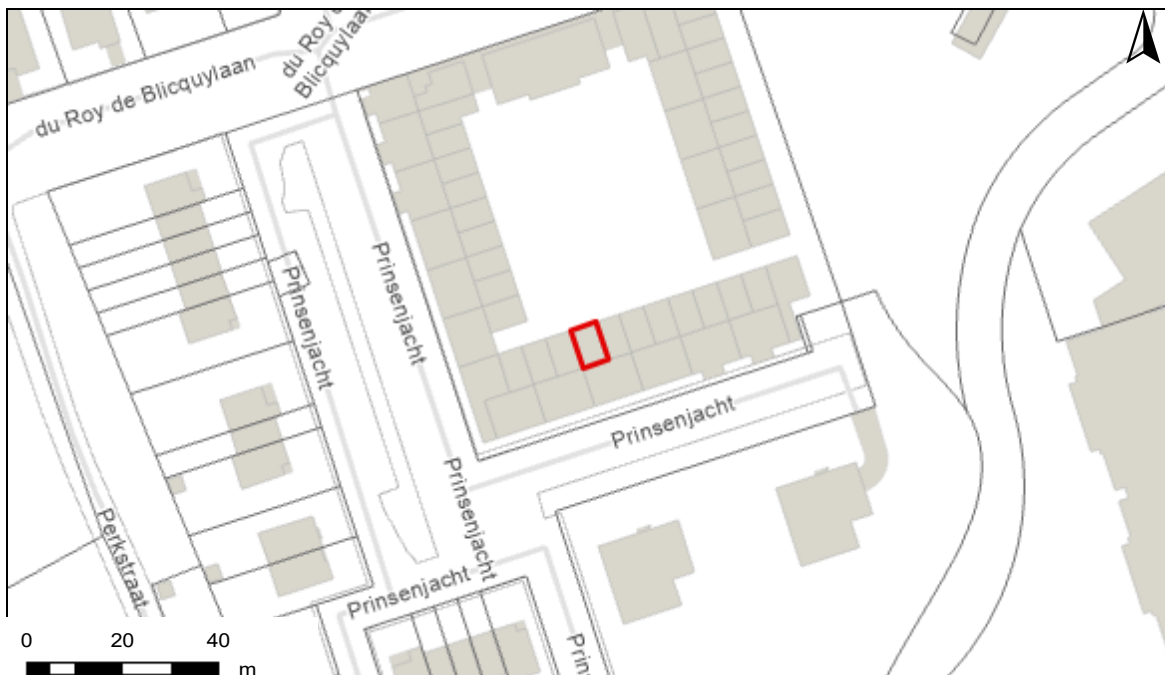 du Roy de
Blicquylaan
du Roy de Blicquylaan
Prinsenjacht
Prinsenjacht
Prinsenjacht
Prinsenjacht
Perkstraat
Prinsenjacht
0 20 40
m